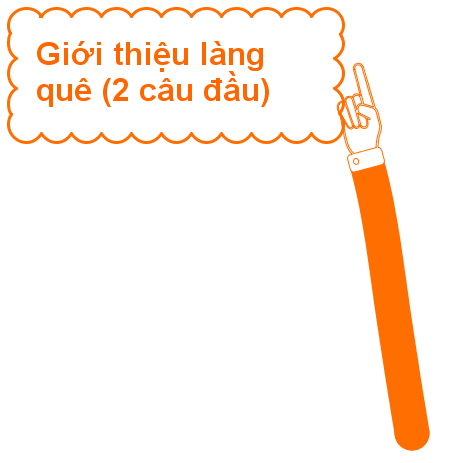 Giới thiệu làng
quê (2 câu đầu)